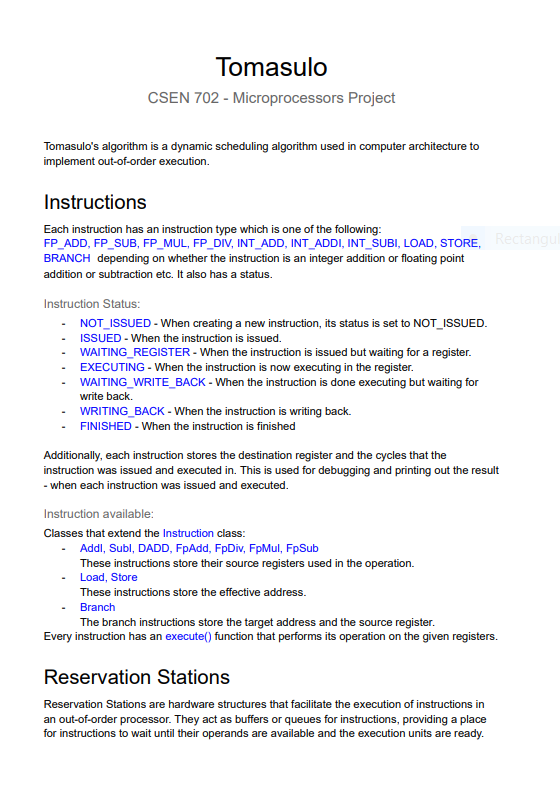 Tomasulo
CSEN 702 - Microprocessors Project
Tomasulo's algorithm is a dynamic scheduling algorithm used in computer architecture to
implement out-of-order execution.
Instructions
Each instruction has an instruction type which is one of the following:
FP_ADD, FP_SUB, FP_MUL, FP_DIV, INT_ADD, INT_ADDI, INT_SUBI, LOAD, STORE,
BRANCH depending on whether the instruction is an integer addition or floating point
addition or subtraction etc. It also has a status.
Instruction Status:
- NOT_ISSUED - When creating a new instruction, its status is set to NOT_ISSUED.
- ISSUED - When the instruction is issued.
- WAITING_REGISTER - When the instruction is issued but waiting for a register.
- EXECUTING - When the instruction is now executing in the register.
- WAITING_WRITE_BACK - When the instruction is done executing but waiting for
write back.
- WRITING_BACK - When the instruction is writing back.
- FINISHED - When the instruction is finished
Additionally, each instruction stores the destination register and the cycles that the
instruction was issued and executed in. This is used for debugging and printing out the result
- when each instruction was issued and executed.
Instruction available:
Classes that extend the Instruction class:
- AddI, SubI, DADD, FpAdd, FpDiv, FpMul, FpSub
These instructions store their source registers used in the operation.
- Load, Store
These instructions store the effective address.
- Branch
The branch instructions store the target address and the source register.
Every instruction has an execute() function that performs its operation on the given registers.
Reservation Stations
Reservation Stations are hardware structures that facilitate the execution of instructions in
an out-of-order processor. They act as buffers or queues for instructions, providing a place
for instructions to wait until their operands are available and the execution units are ready.